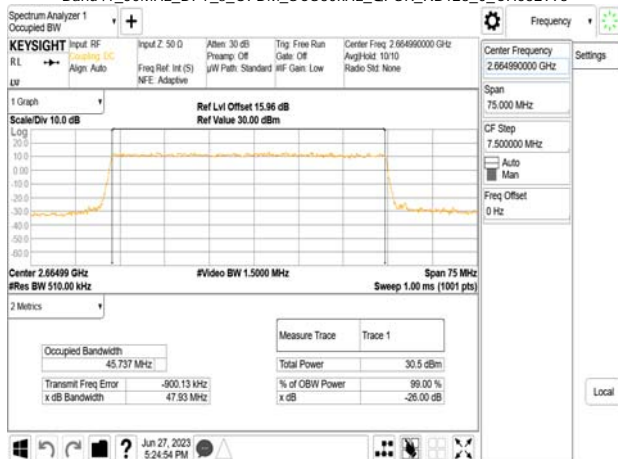 Spectrum Analyzer 1
Occupied BW
Frequency
KEYSIGHT
RL
Input: RF
Coupling: DC
Align: Auto
Input Z: 50 Ω
Freq Ref: Int (S)
NFE: Adaptive
Atten: 30 dB
Preamp: Off
µW Path: Standard
Trig: Free Run
Gate: Off
#IF Gain: Low
Center Freq: 2.664990000 GHz
Avg|Hold: 10/10
Radio Std: None
Center Frequency
2.664990000 GHz
Settings
Span
75.000 MHz
CF Step
7.500000 MHz
Auto
Man
Freq Offset
0 Hz
1 Graph
Scale/Div 10.0 dB
Ref Lvl Offset 15.96 dB
Ref Value 30.00 dBm
Log
20.0
10.0
0.00
-10.0
-20.0
-30.0
-40.0
-50.0
-60.0
Center 2.66499 GHz
#Res BW 510.00 kHz
#Video BW 1.5000 MHz
Span 75 MHz
Sweep 1.00 ms (1001 pts)
2 Metrics
Measure Trace Trace 1
Occupied Bandwidth
45.737 MHz
Total Power 30.5 dBm
Transmit Freq Error -900.13 kHz
% of OBW Power 99.00 %
x dB Bandwidth 47.93 MHz
x dB -26.00 dB
Local
Jun 27, 2023
5:24:54 PM